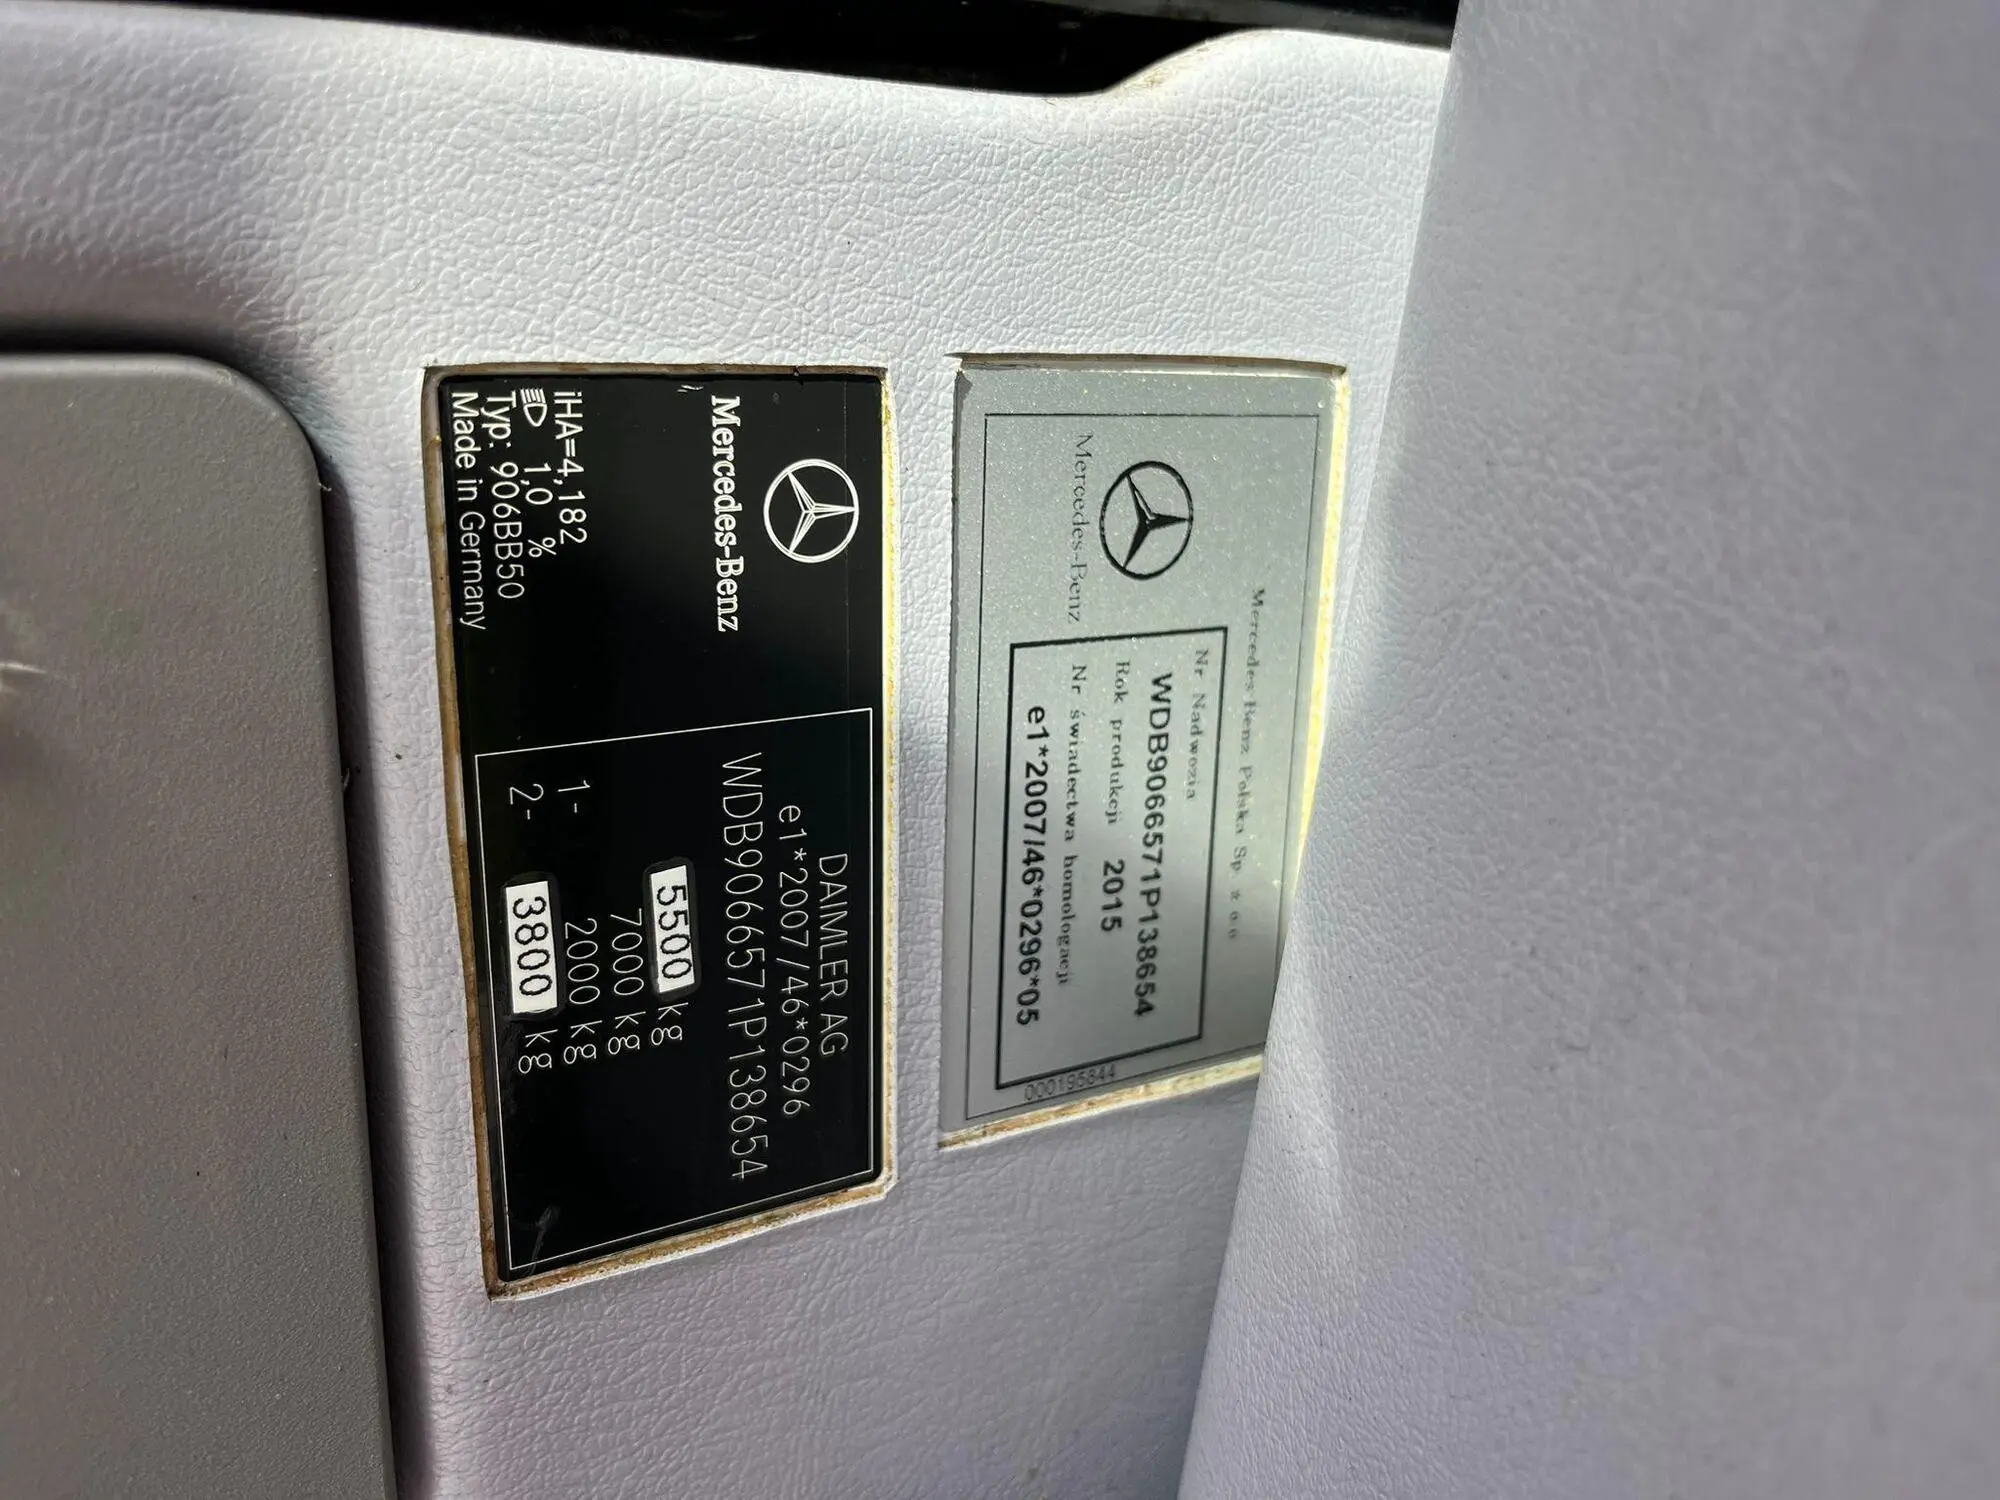 Mercedes-Benz Polska Sp. z o.o.
Mercedes-Benz
Nr Nadwozia
WDB9066571P138654
Rok produkcji 2015
Nr świadectwa homologacji
e1*2007/46*0296*05
000195844
Mercedes-Benz
DAIMLER AG
e1*2007/46*0296
WDB9066571P138654
5500 kg
7000 kg
1- 2000 kg
2- 3800 kg
iHA=4,182
1,0 %
Typ: 906BB50
Made in Germany